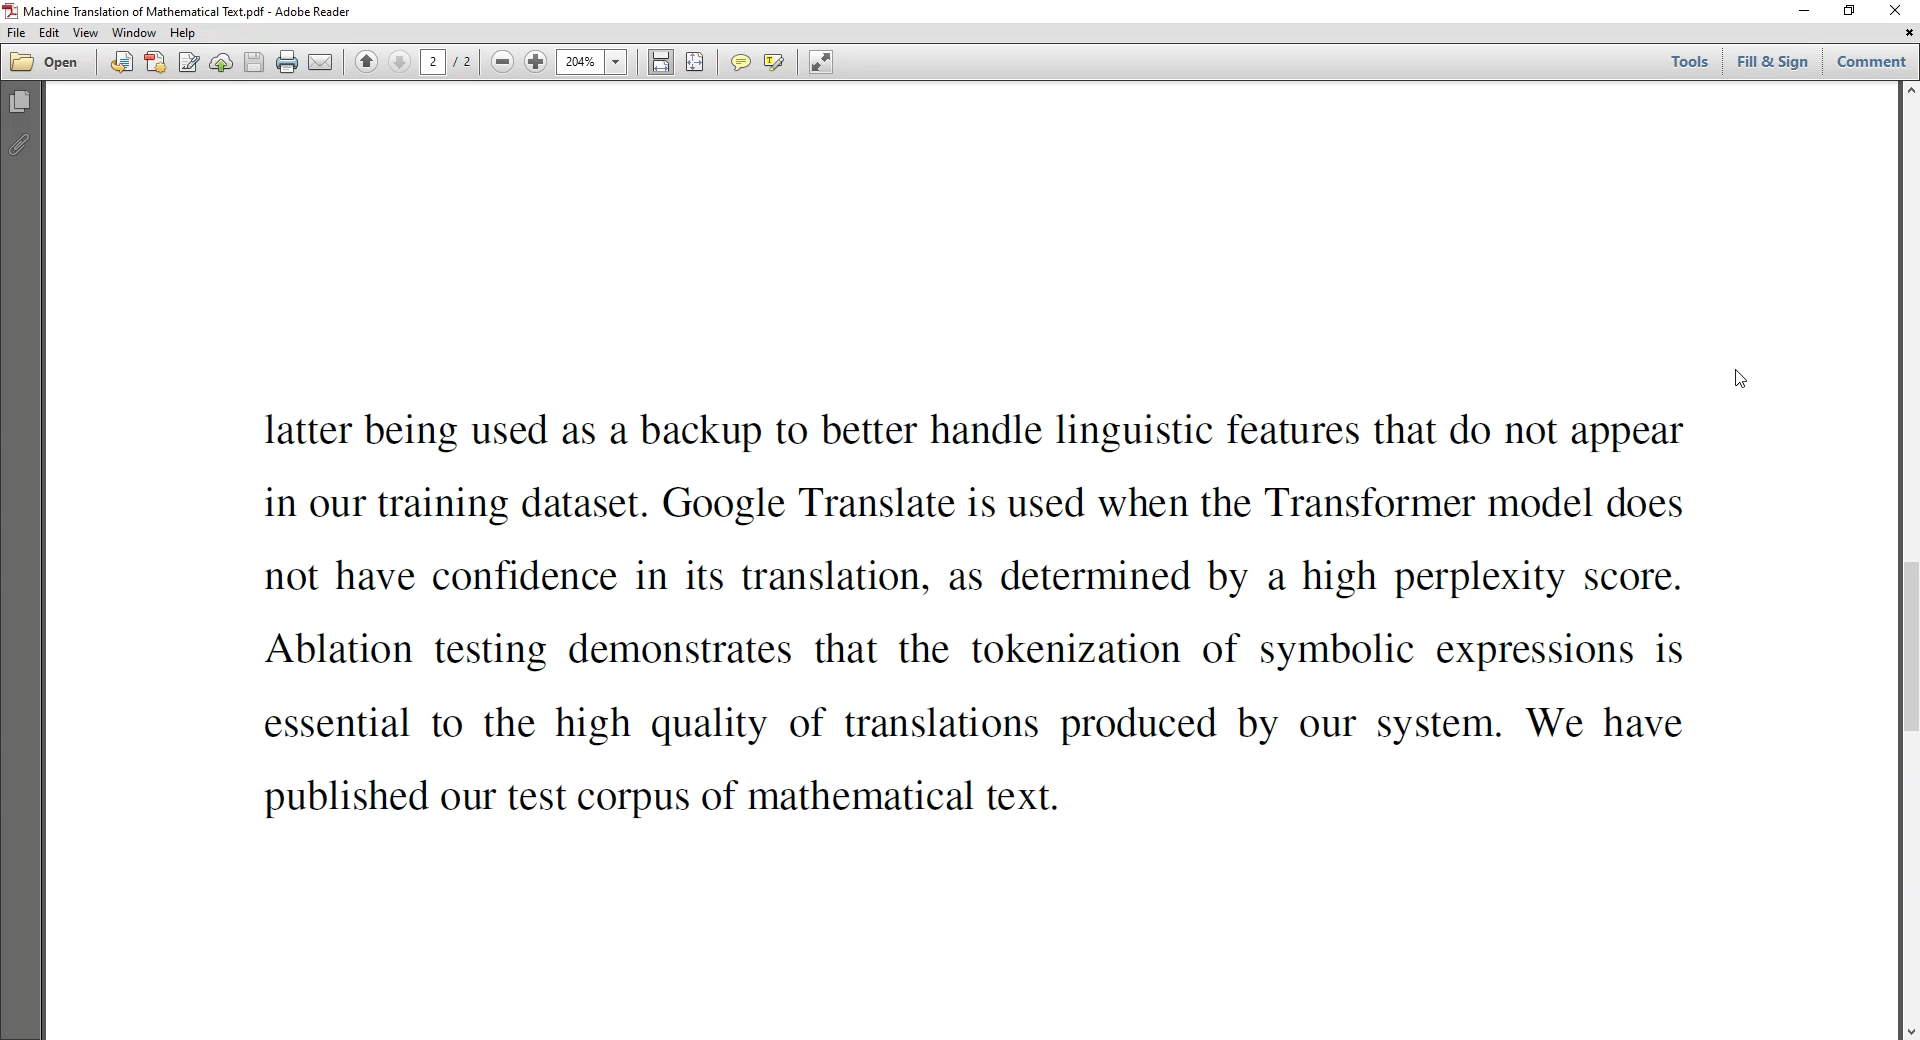 Machine Translation of Mathematical Text.pdf - Adobe Reader
File Edit View Window Help
Open 2 / 2 204% Tools Fill & Sign Comment
latter being used as a backup to better handle linguistic features that do not appear
in our training dataset. Google Translate is used when the Transformer model does
not have confidence in its translation, as determined by a high perplexity score.
Ablation testing demonstrates that the tokenization of symbolic expressions is
essential to the high quality of translations produced by our system. We have
published our test corpus of mathematical text.